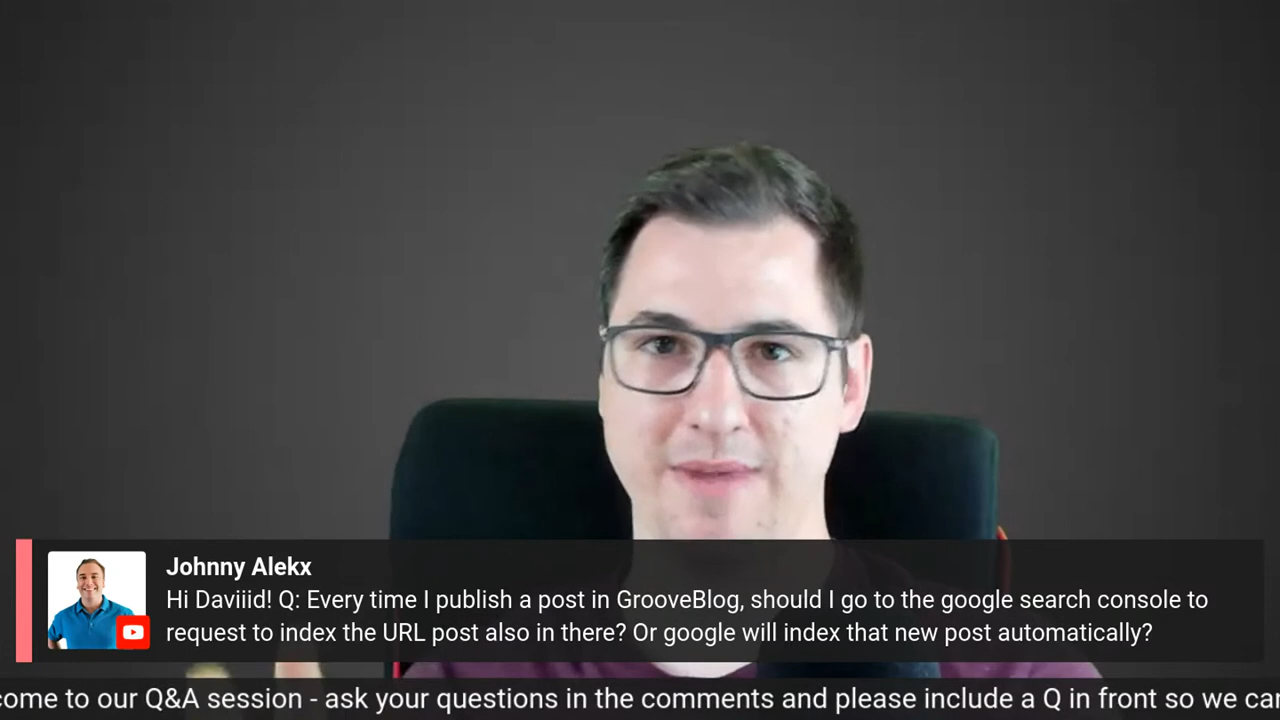 Johnny Alekx
Hi Daviiid! Q: Every time I publish a post in GrooveBlog, should I go to the google search console to
request to index the URL post also in there? Or google will index that new post automatically?
come to our Q&A session - ask your questions in the comments and please include a Q in front so we can